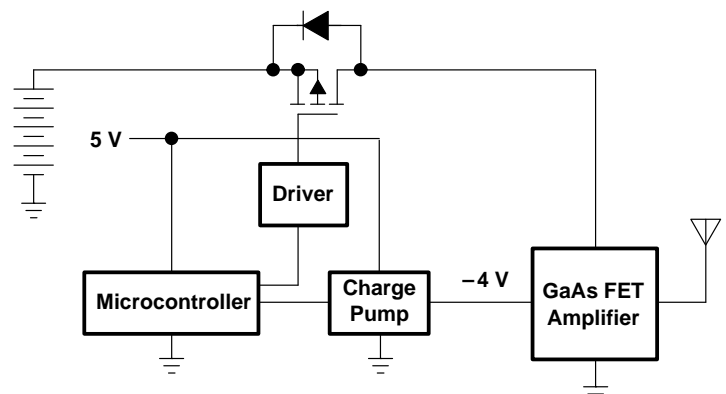 5 V
Driver
Microcontroller
Charge
Pump
–4 V
GaAs FET
Amplifier